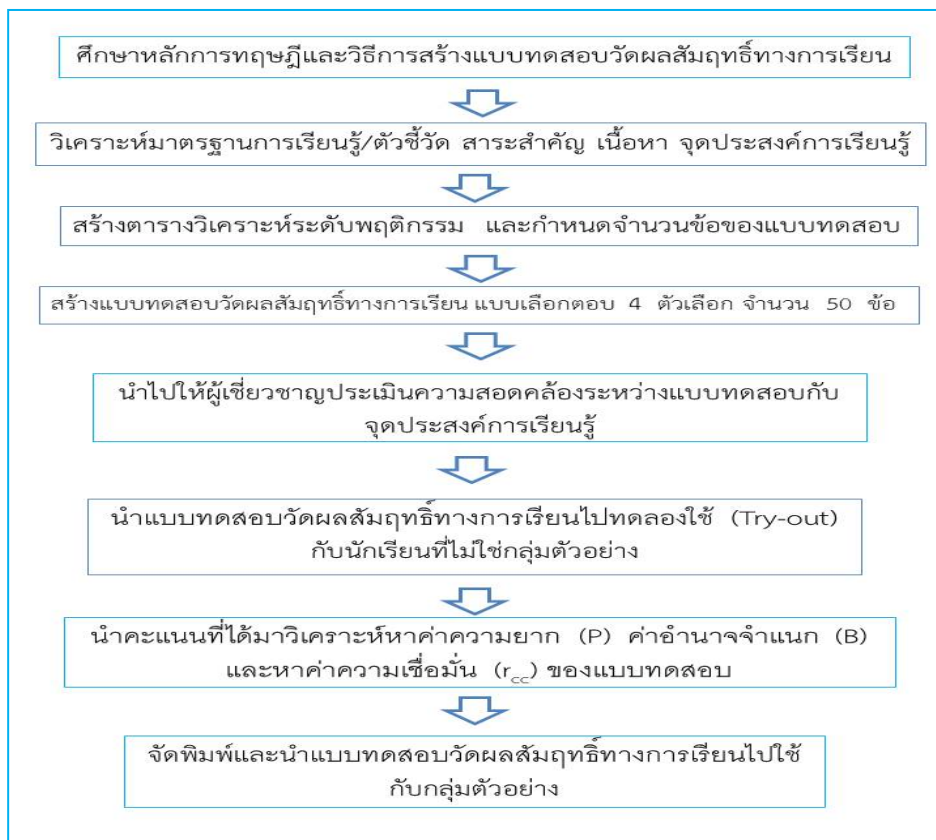 ศึกษาหลักการทฤษฎีและวิธีการสร้างแบบทดสอบวัดผลสัมฤทธิ์ทางการเรียน
วิเคราะห์มาตรฐานการเรียนรู้/ตัวชี้วัด สาระสำคัญ เนื้อหา จุดประสงค์การเรียนรู้
สร้างตารางวิเคราะห์ระดับพฤติกรรม และกำหนดจำนวนข้อของแบบทดสอบ
สร้างแบบทดสอบวัดผลสัมฤทธิ์ทางการเรียน แบบเลือกตอบ 4 ตัวเลือก จำนวน 50 ข้อ
นำไปให้ผู้เชี่ยวชาญประเมินความสอดคล้องระหว่างแบบทดสอบกับ
จุดประสงค์การเรียนรู้
นำแบบทดสอบวัดผลสัมฤทธิ์ทางการเรียนไปทดลองใช้ (Try-out)
กับนักเรียนที่ไม่ใช่กลุ่มตัวอย่าง
นำคะแนนที่ได้มาวิเคราะห์หาค่าความยาก (P) ค่าอำนาจจำแนก (B)
และหาค่าความเชื่อมั่น (rcc) ของแบบทดสอบ
จัดพิมพ์และนำแบบทดสอบวัดผลสัมฤทธิ์ทางการเรียนไปใช้
กับกลุ่มตัวอย่าง